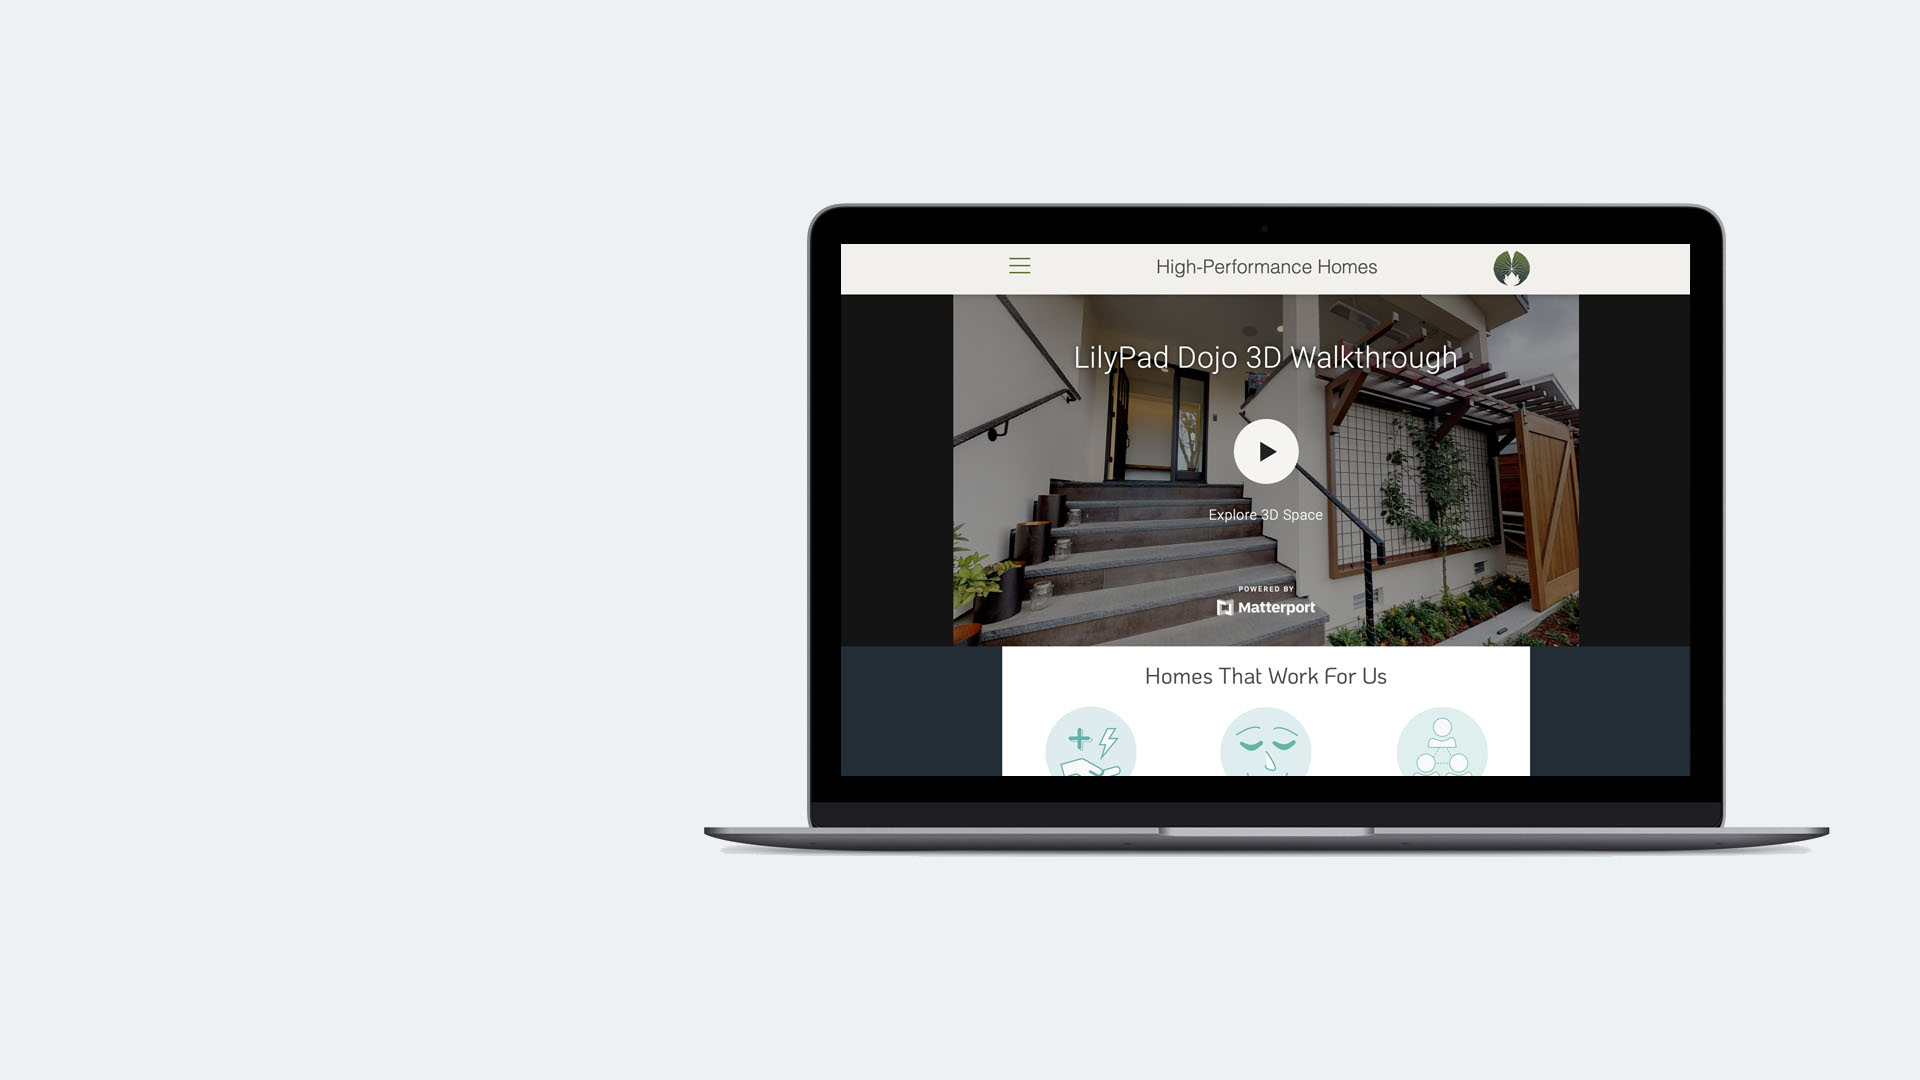 High-Performance Homes
LilyPad Dojo 3D Walkthrough
Explore 3D Space
POWERED BY
Matterport
Homes That Work For Us